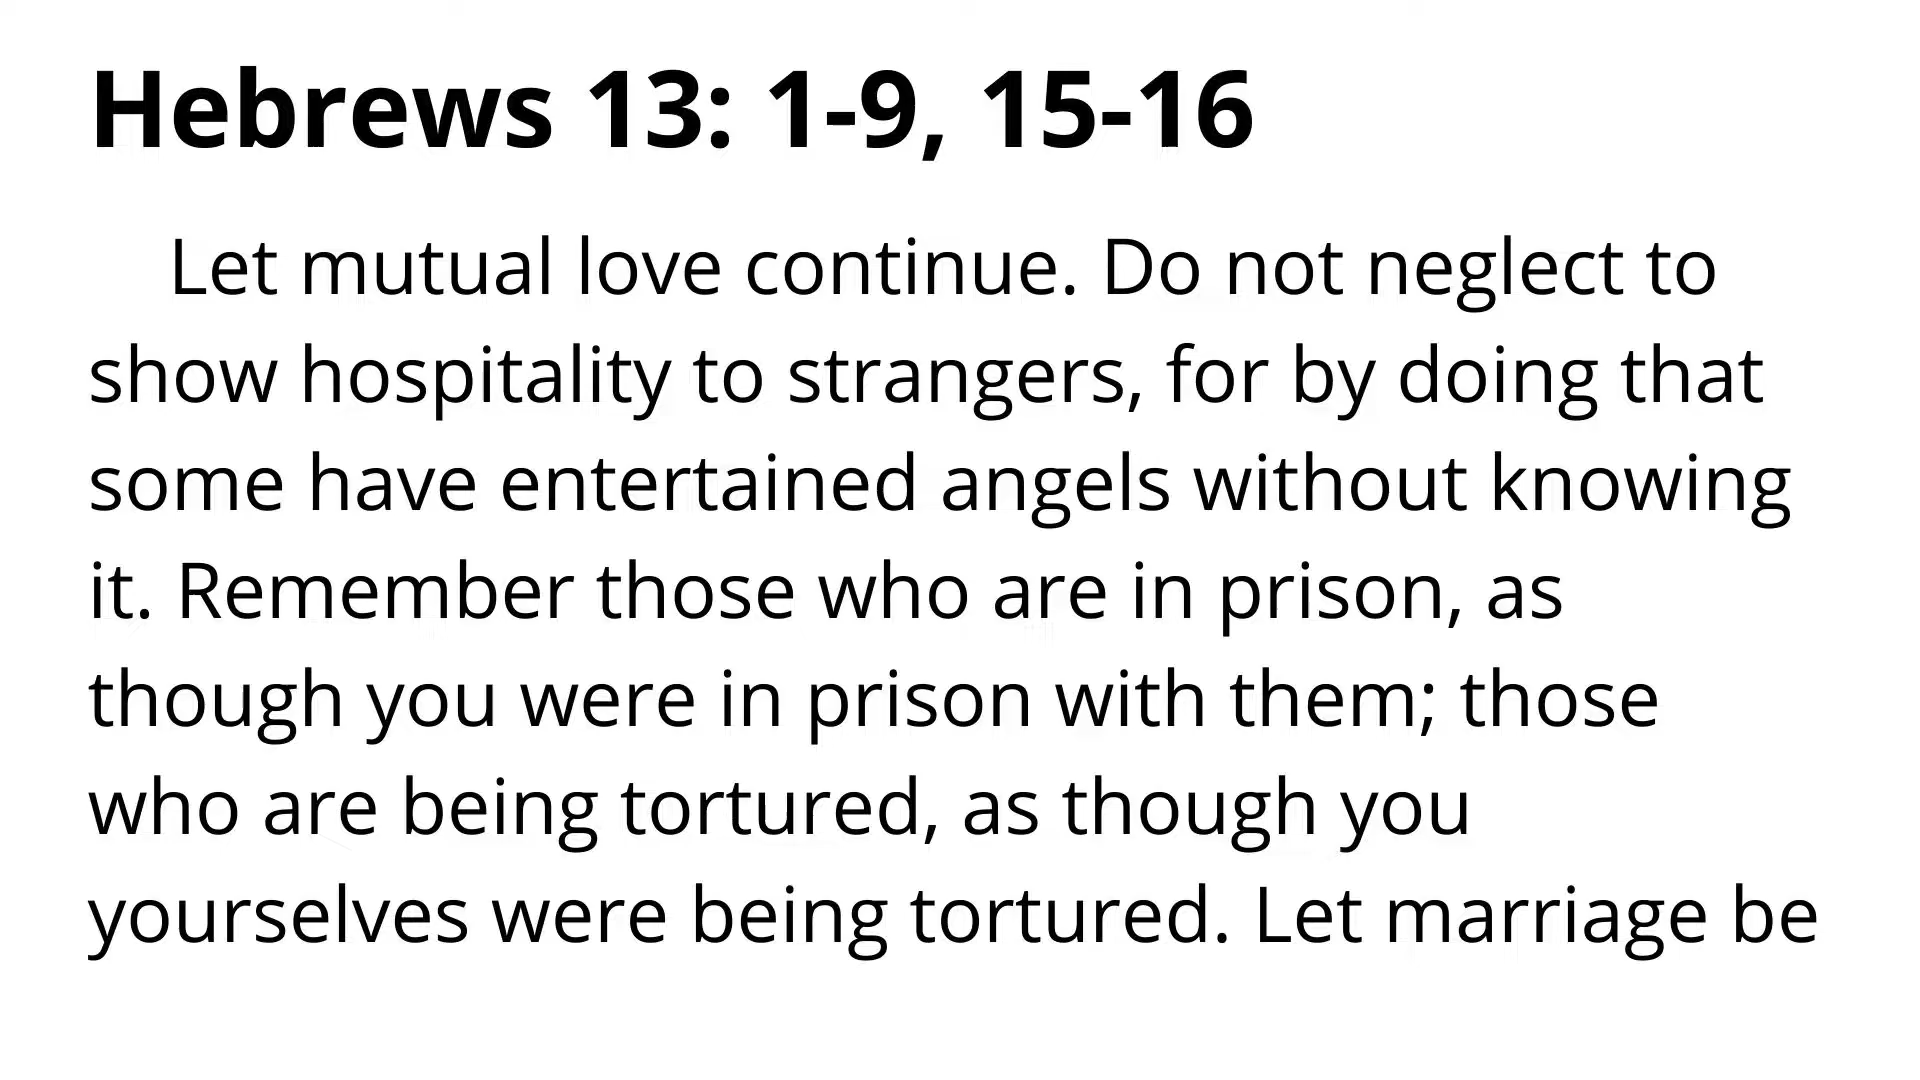 Hebrews 13: 1-9, 15-16
Let mutual love continue. Do not neglect to
show hospitality to strangers, for by doing that
some have entertained angels without knowing
it. Remember those who are in prison, as
though you were in prison with them; those
who are being tortured, as though you
yourselves were being tortured. Let marriage be